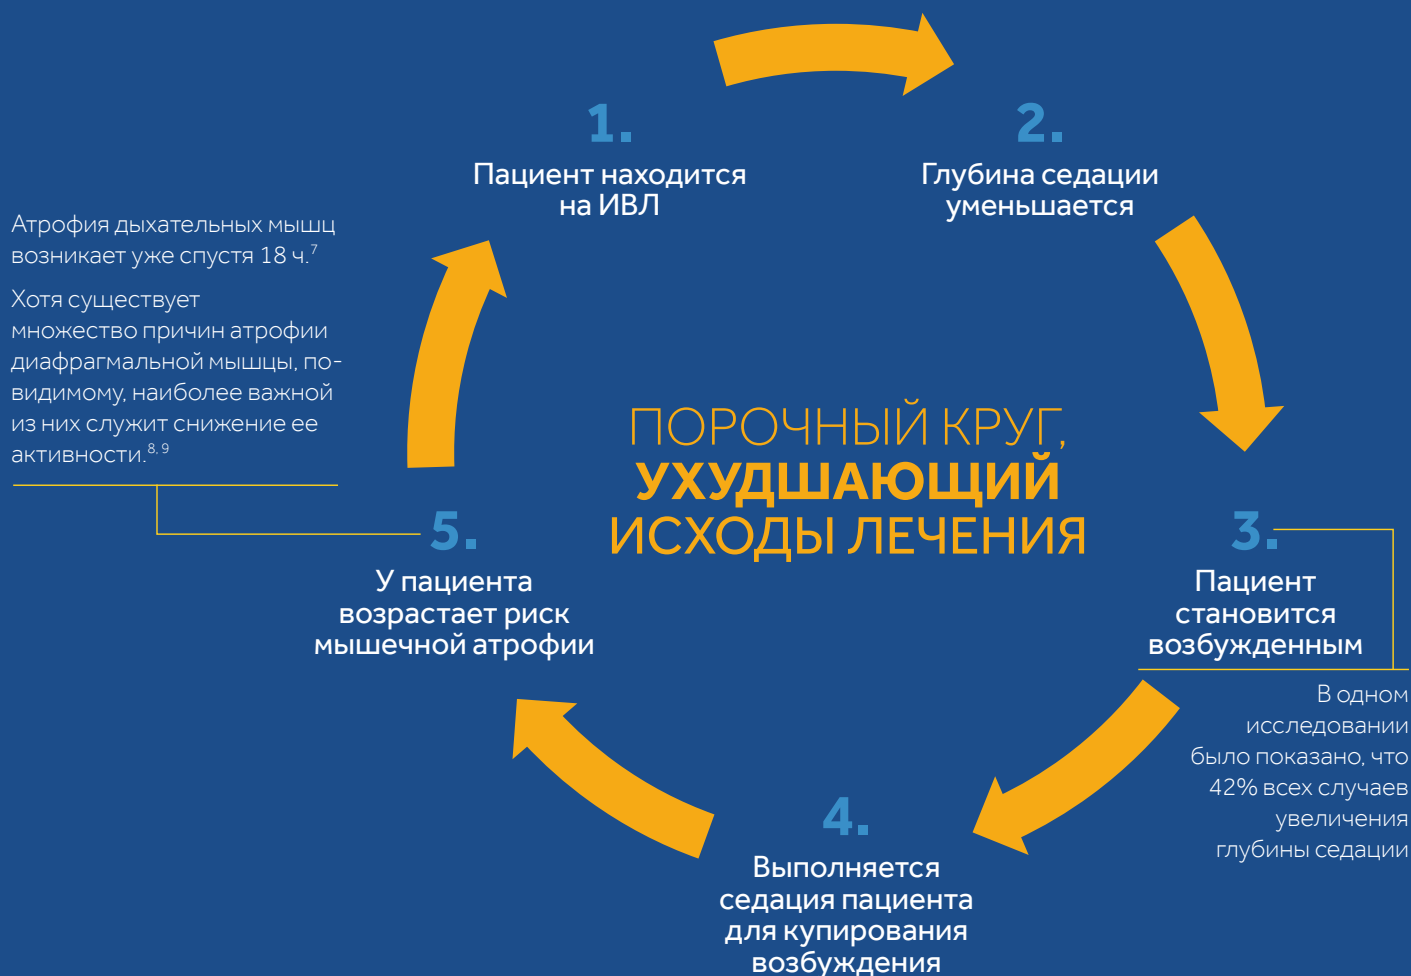 1.
Пациент находится
на ИВЛ
2.
Глубина седации
уменьшается
Атрофия дыхательных мышц
возникает уже спустя 18 ч.7
Хотя существует
множество причин атрофии
диафрагмальной мышцы, по-
видимому, наиболее важной
из них служит снижение ее
активности.8, 9
ПОРОЧНЫЙ КРУГ,
УХУДШАЮЩИЙ
ИСХОДЫ ЛЕЧЕНИЯ
3.
Пациент
становится
возбужденным
В одном
исследовании
было показано, что
42% всех случаев
увеличения
глубины седации
4.
Выполняется
седация пациента
для купирования
возбуждения
5.
У пациента
возрастает риск
мышечной атрофии